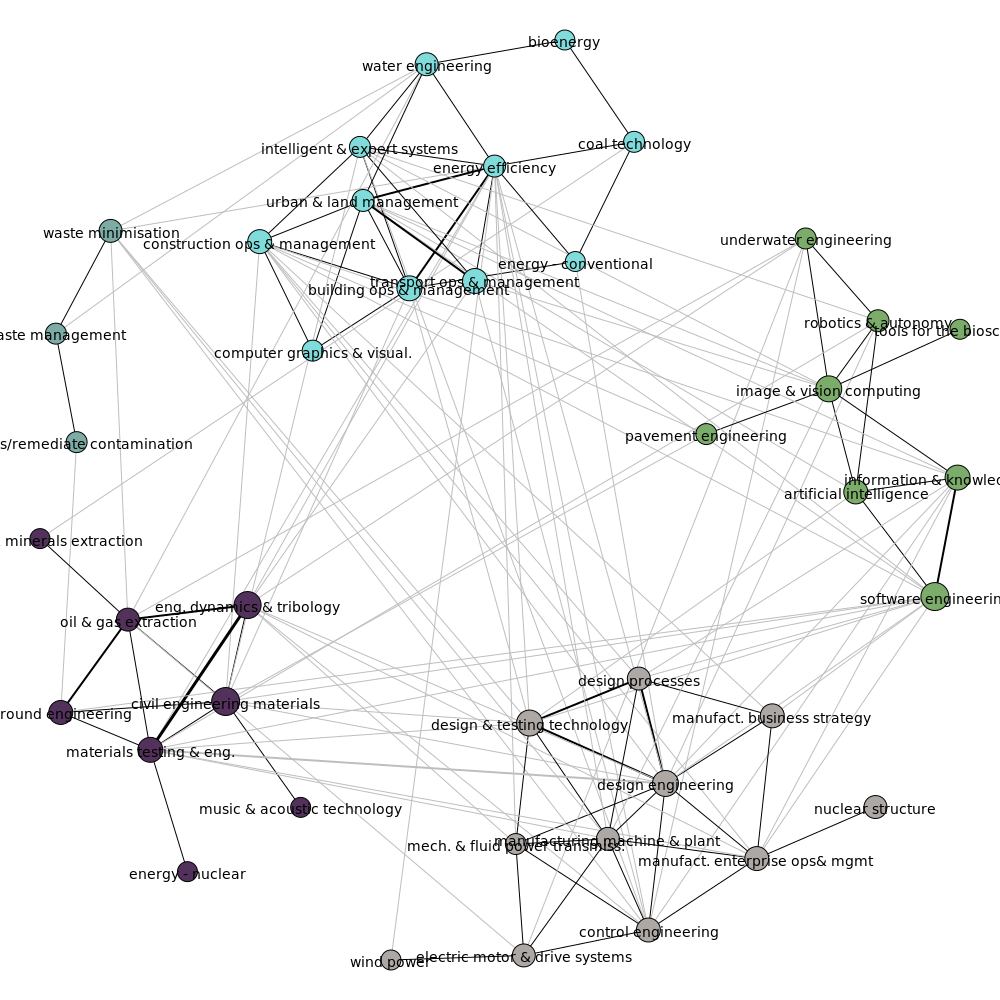 bioenergy
water engineering
coal technology
intelligent & expert systems
energy efficiency
urban & land management
waste minimisation
construction ops & management
underwater engineering
energy - conventional
transport ops & management
building ops & management
robotics & autonomy
tools for the biosc
aste management
computer graphics & visual.
image & vision computing
pavement engineering
s/remediate contamination
information & knowled
artificial intelligence
minerals extraction
software engineerin
eng. dynamics & tribology
oil & gas extraction
design processes
civil engineering materials
round engineering
manufact. business strategy
design & testing technology
materials testing & eng.
design engineering
music & acoustic technology
nuclear structure
manufacturing machine & plant
mech. & fluid power transmiss.
manufact. enterprise ops& mgmt
energy - nuclear
control engineering
electric motor & drive systems
wind power